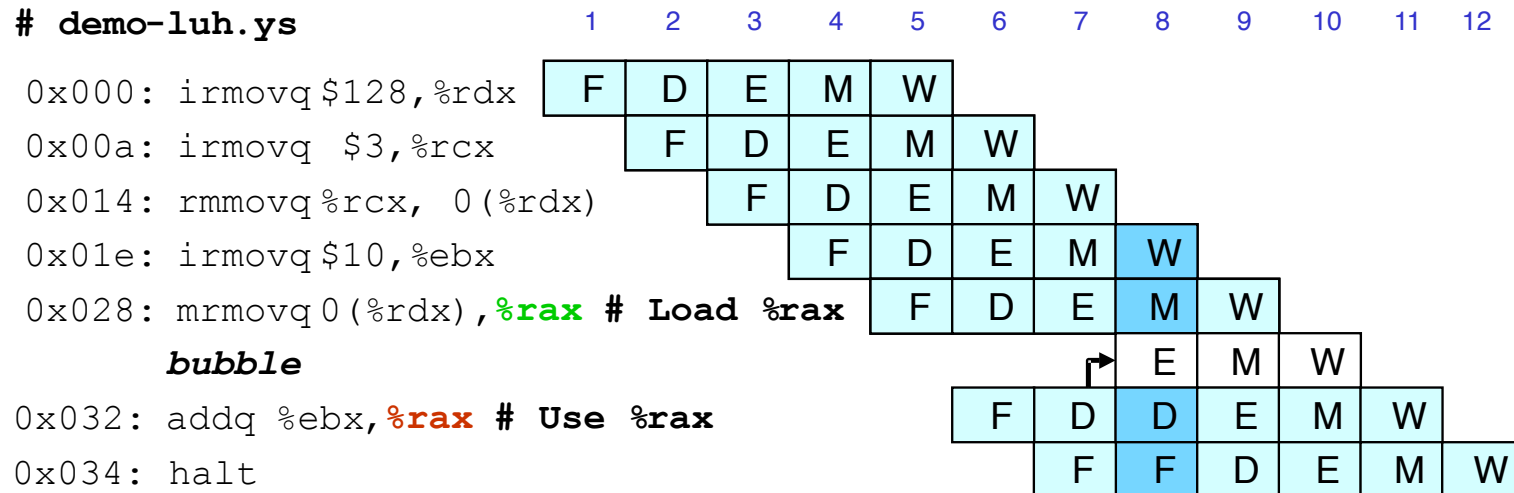 # demo-luh.ys 1 2 3 4 5 6 7 8 9 10 11 12
0x000: irmovq $128,%rdx F D E M W
0x00a: irmovq $3,%rcx F D E M W
0x014: rmmovq %rcx, 0(%rdx) F D E M W
0x01e: irmovq $10,%ebx F D E M W
0x028: mrmovq 0(%rdx),%rax # Load %rax F D E M W
bubble E M W
0x032: addq %ebx,%rax # Use %rax F D D E M W
0x034: halt F F D E M W